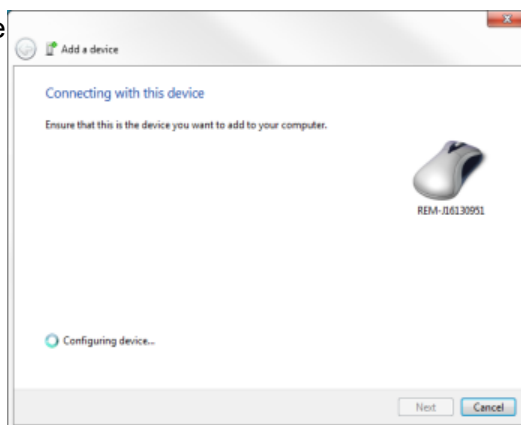 e
Add a device
Connecting with this device
Ensure that this is the device you want to add to your computer.
REM-J16130951
Configuring device...
Next Cancel